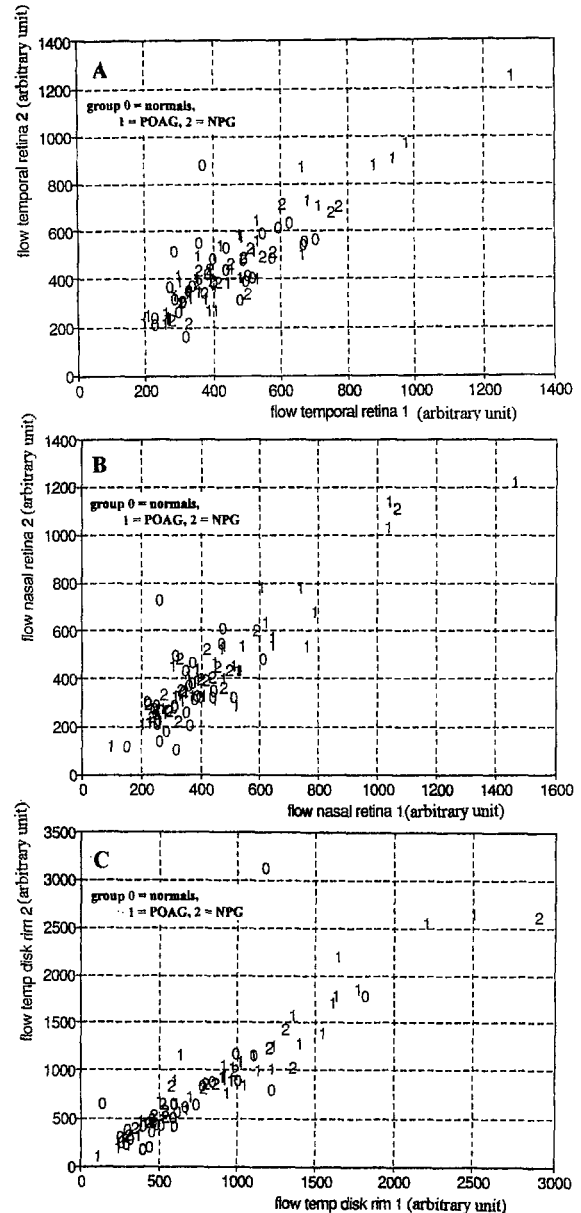 flow temporal retina 2 (arbitrary unit)
1400
1200
1000
800
600
400
200
0
A
group 0 = normals,
1 = POAG, 2 = NPG
0 200 400 600 800 1000 1200 1400
flow temporal retina 1 (arbitrary unit)
flow nasal retina 2 (arbitrary unit)
1400
1200
1000
800
600
400
200
0
B
group 0 = normals,
1 = POAG, 2 = NPG
0 200 400 600 800 1000 1200 1400 1600
flow nasal retina 1 (arbitrary unit)
flow temp disk rim 2 (arbitrary unit)
3500
3000
2500
2000
1500
1000
500
0
C
group 0 = normals,
1 = POAG, 2 = NPG
0 500 1000 1500 2000 2500 3000
flow temp disk rim 1 (arbitrary unit)